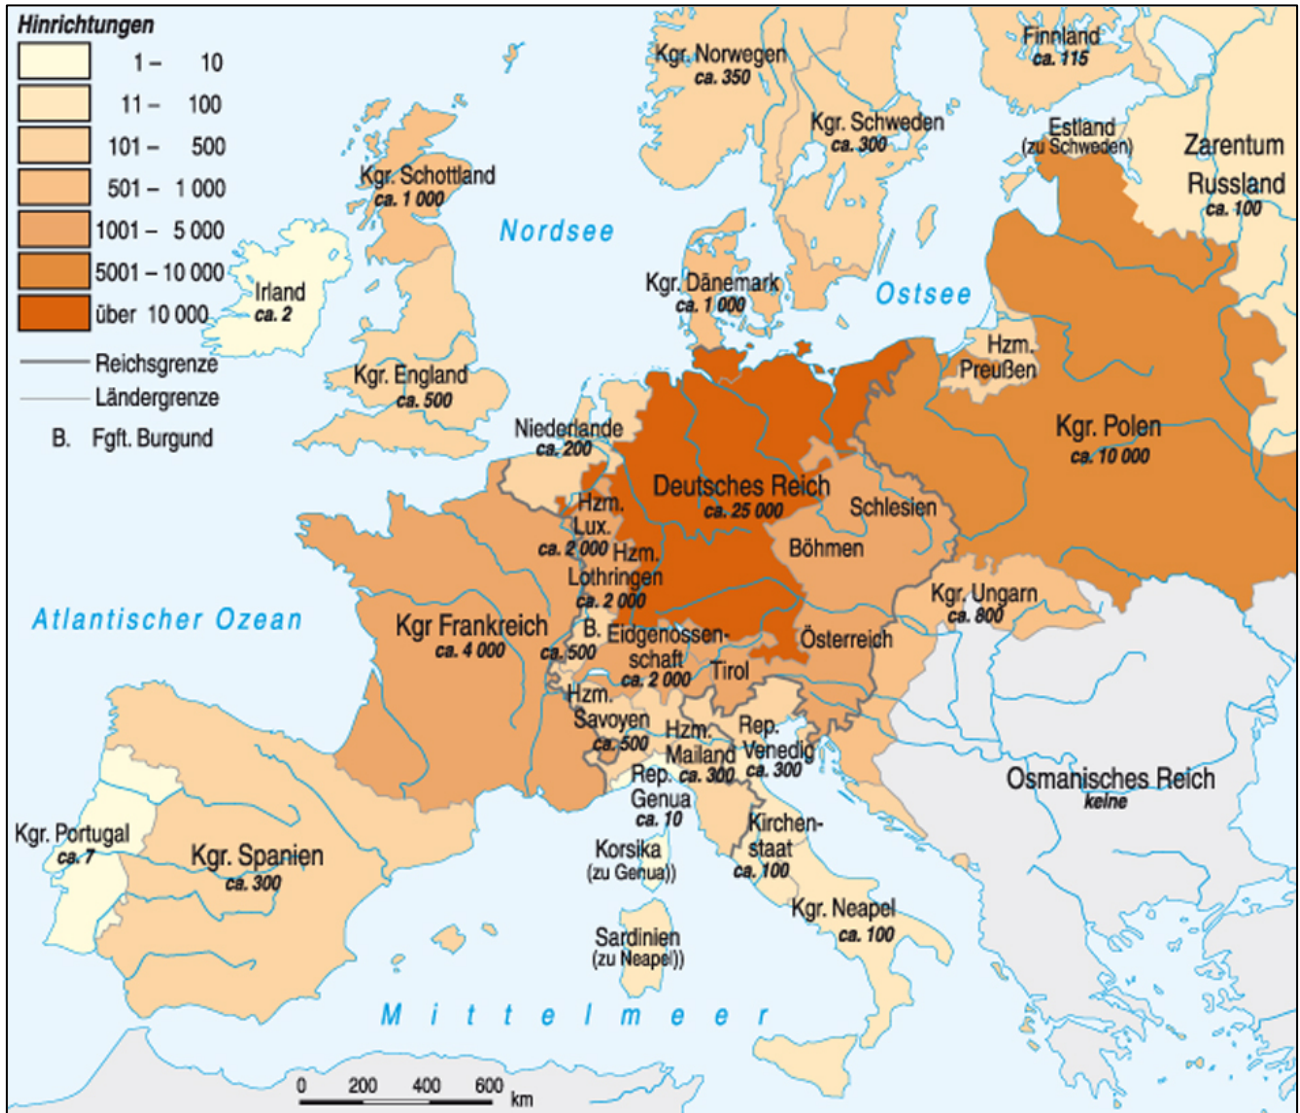 Hinrichtungen
1 – 10
11 – 100
101 – 500
501 – 1 000
1001 – 5 000
5001 – 10 000
über 10 000
Reichsgrenze
Ländergrenze
B. Fgft. Burgund
Kgr. Norwegen
ca. 350
Finnland
ca. 115
Kgr. Schweden
ca. 300
Estland
(zu Schweden)
Zarentum
Russland
ca. 100
Kgr. Schottland
ca. 1 000
Nordsee
Irland
ca. 2
Kgr. Dänemark
ca. 1 000
Ostsee
Hzm.
Preußen
Kgr. England
ca. 500
Niederlande
ca. 200
Kgr. Polen
ca. 10 000
Deutsches Reich
ca. 25 000
Schlesien
Hzm.
Lux.
ca. 2 000
Böhmen
Hzm.
Lothringen
ca. 2 000
Kgr. Ungarn
ca. 800
Atlantischer Ozean
Kgr Frankreich
ca. 4 000
B.
ca. 500
Eidgenossen-
schaft
ca. 2 000
Tirol
Österreich
Hzm.
Savoyen
ca. 500
Hzm.
Mailand
ca. 300
Rep.
Venedig
ca. 300
Rep.
Genua
ca. 10
Osmanisches Reich
keine
Kgr. Portugal
ca. 7
Kgr. Spanien
ca. 300
Korsika
(zu Genua))
Kirchen-
staat
ca. 100
Kgr. Neapel
ca. 100
Sardinien
(zu Neapel))
Mittelmeer
0 200 400 600 km